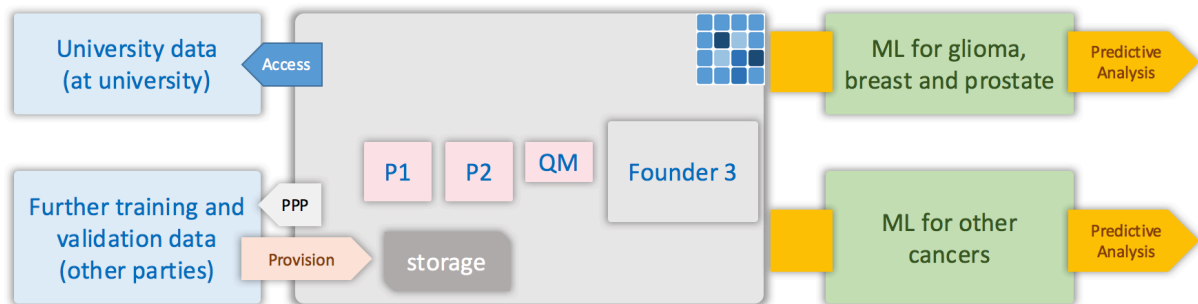 University data
(at university)
Access
ML for glioma,
breast and prostate
Predictive
Analysis
P1
P2
QM
Founder 3
Further training and
validation data
(other parties)
PPP
Provision
storage
ML for other
cancers
Predictive
Analysis